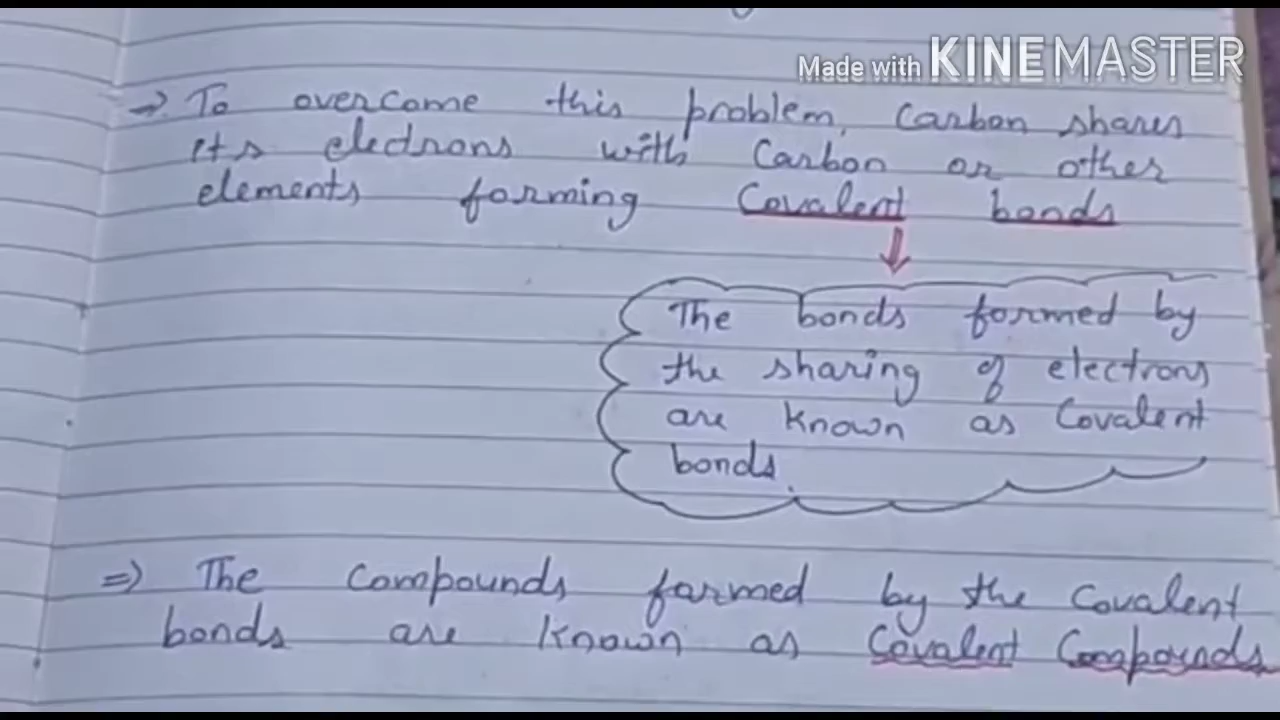 Made with KINEMASTER
→ To overcome this problem, Carbon shares
its electrons with Carbon or other
elements forming Covalent bonds
↓
The bonds formed by
the sharing of electrons
are known as Covalent
bonds.
⇒ The Compounds formed by the Covalent
bonds are known as Covalent Compounds